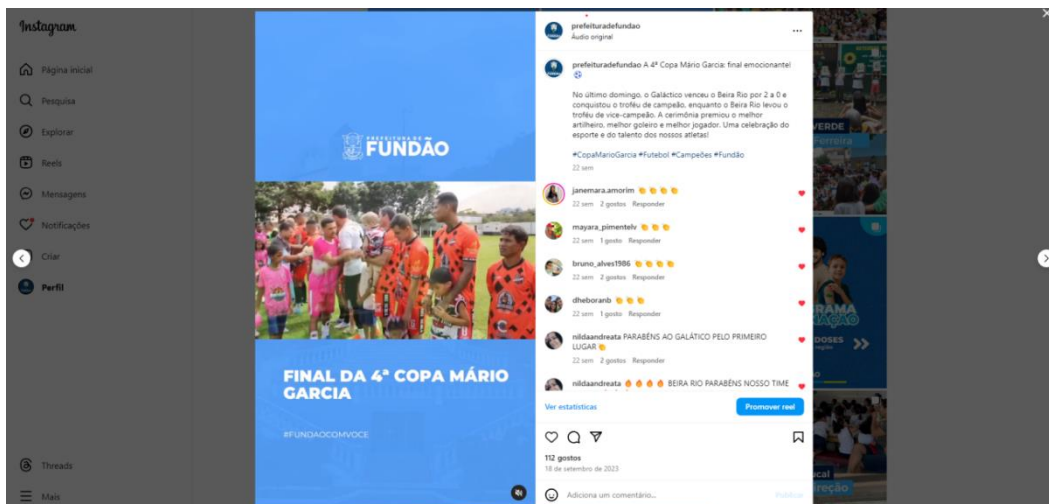 Instagram
Página inicial
Pesquisa
Explorar
Reels
Mensagens
Notificações
Criar
Perfil
Threads
Mais
PREFEITURA DE
FUNDÃO
FINAL DA 4ª COPA MÁRIO
GARCIA
#FUNDAOCOMVOCE
prefeituradefundao
Áudio original
prefeituradefundao A 4ª Copa Mário Garcia: final emocionante!
No último domingo, o Galáctico venceu o Beira Rio por 2 a 0 e
conquistou o troféu de campeão, enquanto o Beira Rio levou o
troféu de vice-campeão. A cerimônia premiou o melhor
artilheiro, melhor goleiro e melhor jogador. Uma celebração do
esporte e do talento dos nossos atletas!
#CopaMarioGarcia #Futebol #Campeões #Fundão
22 sem
janemara.amorim 👏 👏 👏 👏
22 sem 2 gostos Responder
mayara_pimentelv 👏 👏 👏
22 sem 1 gosto Responder
bruno_alves1986 👏 👏 👏 👏
22 sem 2 gostos Responder
dheboranb 👏 👏 👏
22 sem 1 gosto Responder
nildaandreata PARABÉNS AO GALÁTICO PELO PRIMEIRO
LUGAR 👏
22 sem 2 gostos Responder
nildaandreata 🔥 🔥 🔥 🔥 BEIRA RIO PARABÉNS NOSSO TIME
Ver estatísticas
Promover reel
112 gostos
18 de setembro de 2023
Adiciona um comentário...
Publicar
VERDE
Ferreira
DOSES